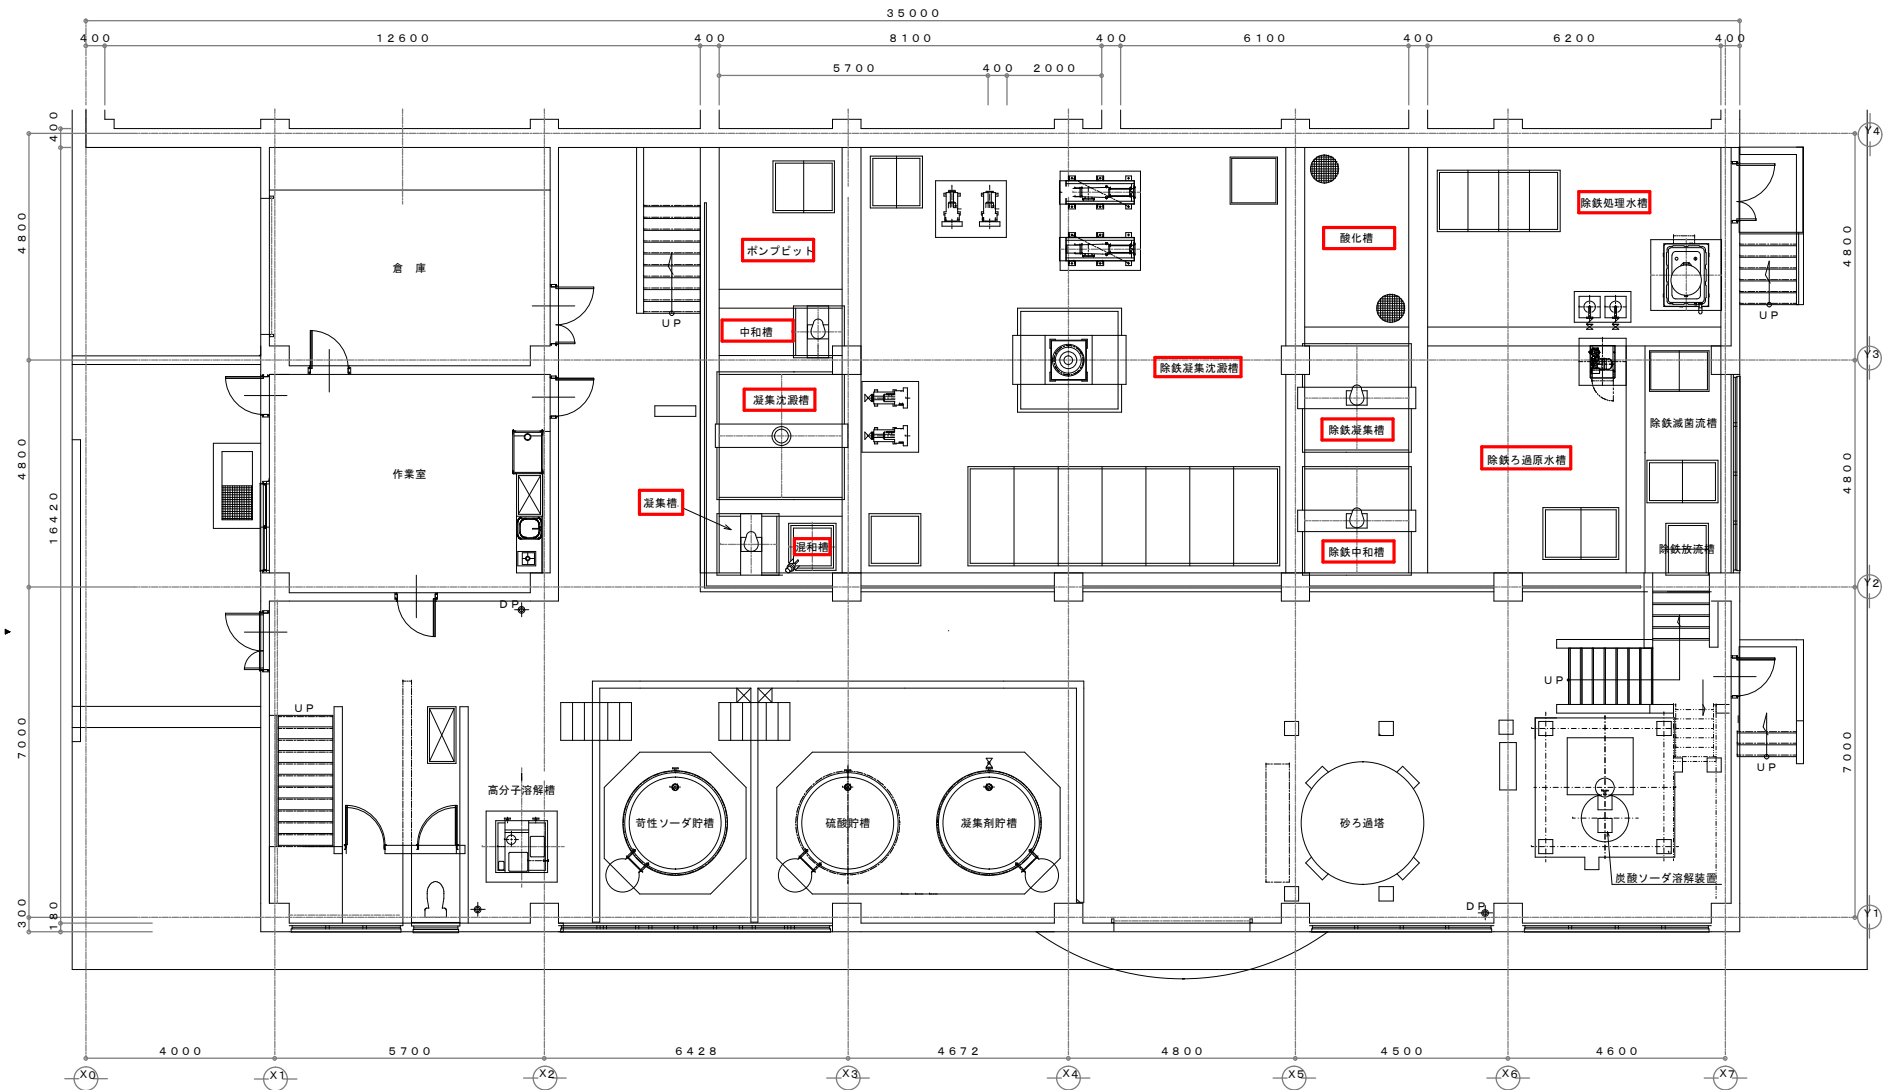 35000
400 12600 400 8100 400 6100 400 6200 400
5700 400 2000
400
Y4
4800
除鉄処理水槽
酸化槽
ポンプピット
4800
倉 庫
UP
UP
中和槽
Y3
除鉄凝集沈澱槽
凝集沈澱槽
除鉄凝集槽
除鉄滅菌流槽
除鉄ろ過原水槽
4800
作業室
4800
凝集槽
16420
混和槽
除鉄中和槽
除鉄放流槽
Y2
DP
UP
UP
7000
7000
UP
高分子溶解槽
苛性ソーダ貯槽
硫酸貯槽
凝集剤貯槽
砂ろ過塔
炭酸ソーダ溶解装置
DP
300
180
Y1
4000 5700 6428 4672 4800 4500 4600
X0 X1 X2 X3 X4 X5 X6 X7